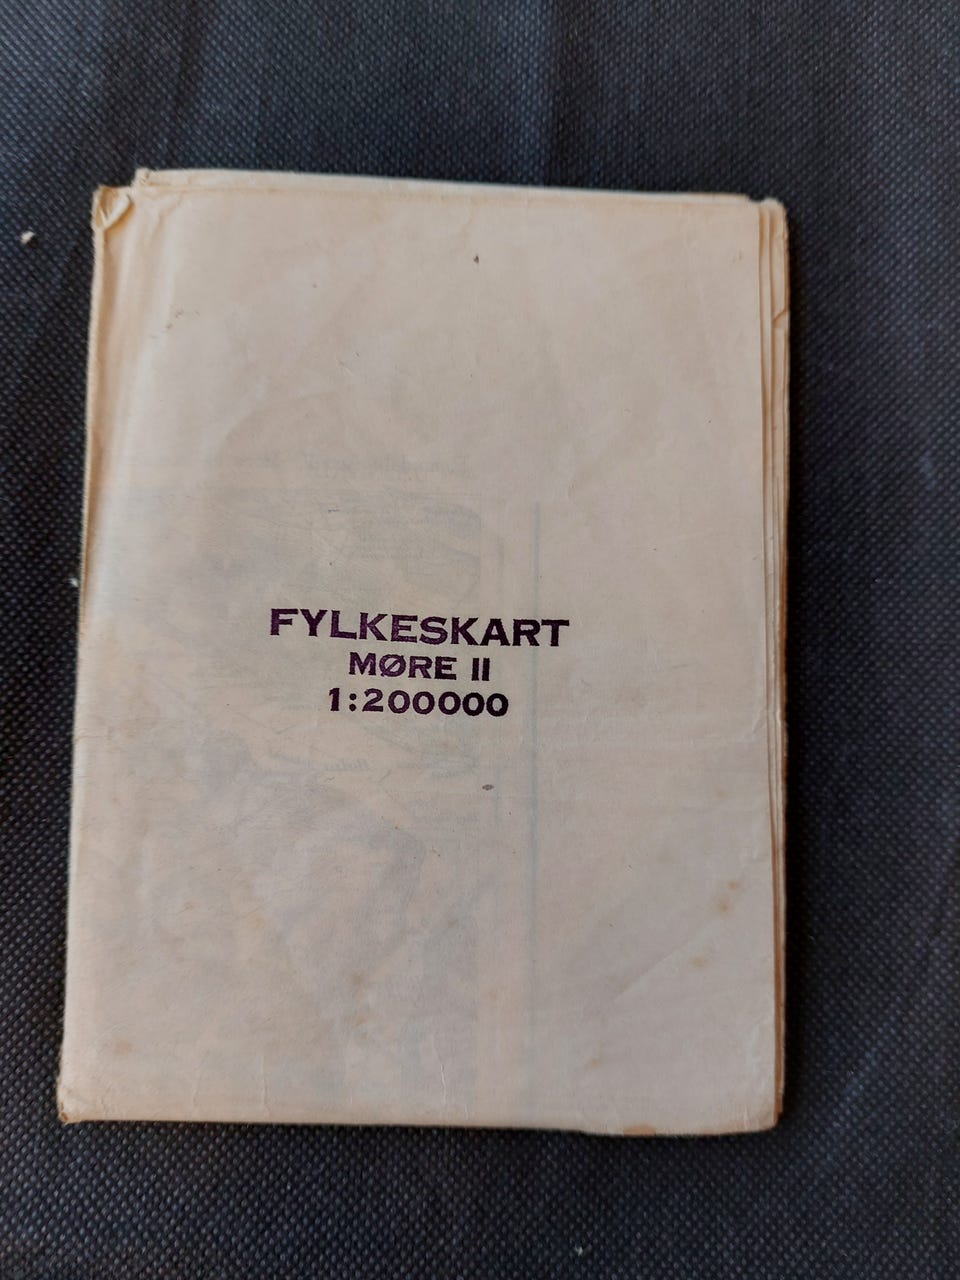 FYLKESKART
MØRE II
1:200000